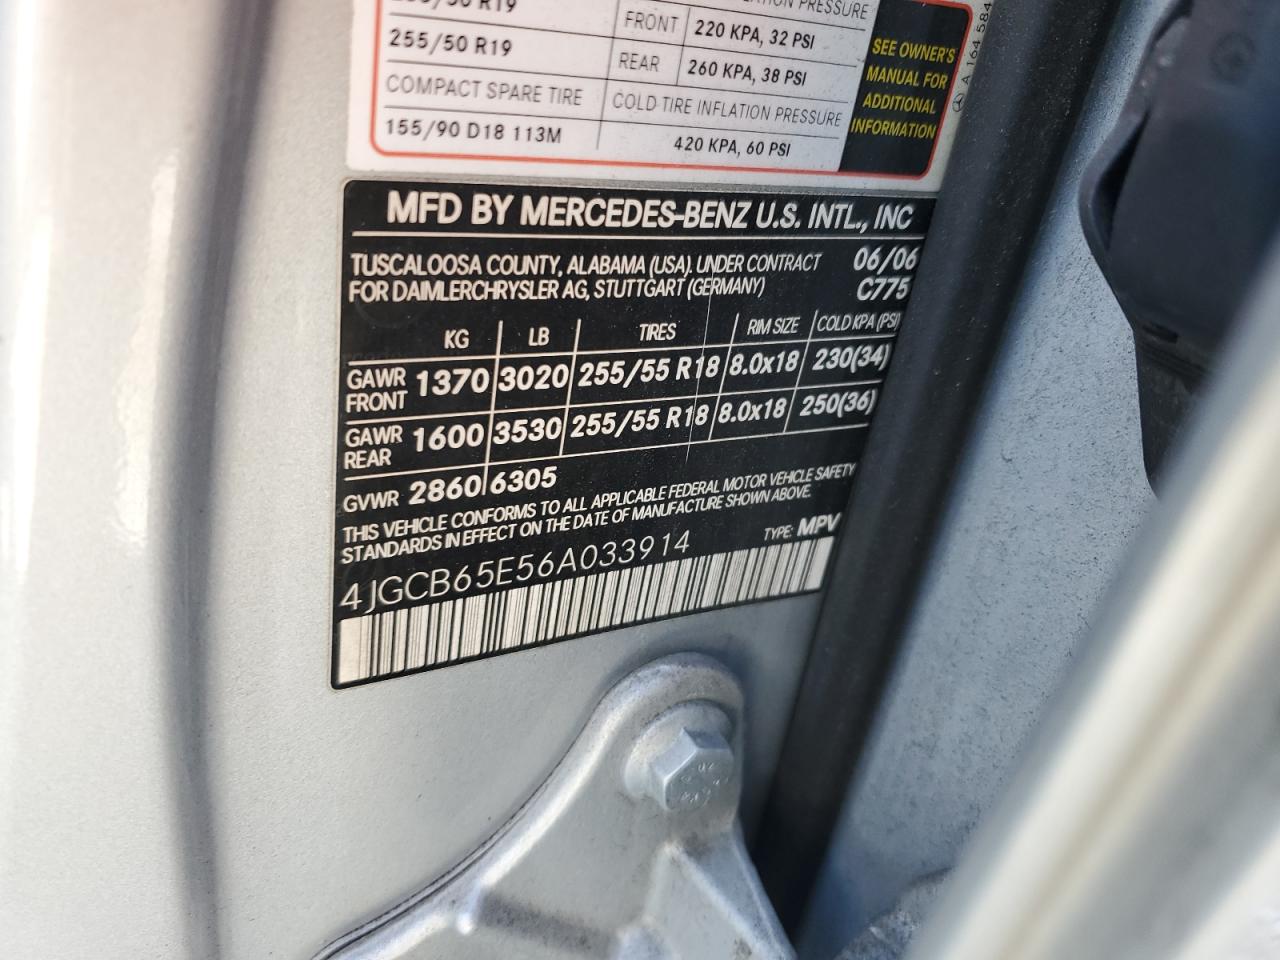 R19
255/50 R19
COMPACT SPARE TIRE
155/90 D18 113M
FRONT 220 KPA, 32 PSI
REAR 260 KPA, 38 PSI
COLD TIRE INFLATION PRESSURE
420 KPA, 60 PSI
SEE OWNER'S
MANUAL FOR
ADDITIONAL
INFORMATION
A 164 584
MFD BY MERCEDES-BENZ U.S. INTL., INC
TUSCALOOSA COUNTY, ALABAMA (USA). UNDER CONTRACT 06/06
FOR DAIMLERCHRYSLER AG, STUTTGART (GERMANY) C775
KG LB TIRES RIM SIZE COLD KPA (PSI)
GAWR FRONT 1370 3020 255/55 R18 8.0x18 230(34)
GAWR REAR 1600 3530 255/55 R18 8.0x18 250(36)
GVWR 2860 6305
THIS VEHICLE CONFORMS TO ALL APPLICABLE FEDERAL MOTOR VEHICLE SAFETY
STANDARDS IN EFFECT ON THE DATE OF MANUFACTURE SHOWN ABOVE.
4JGCB65E56A033914 TYPE: MPV